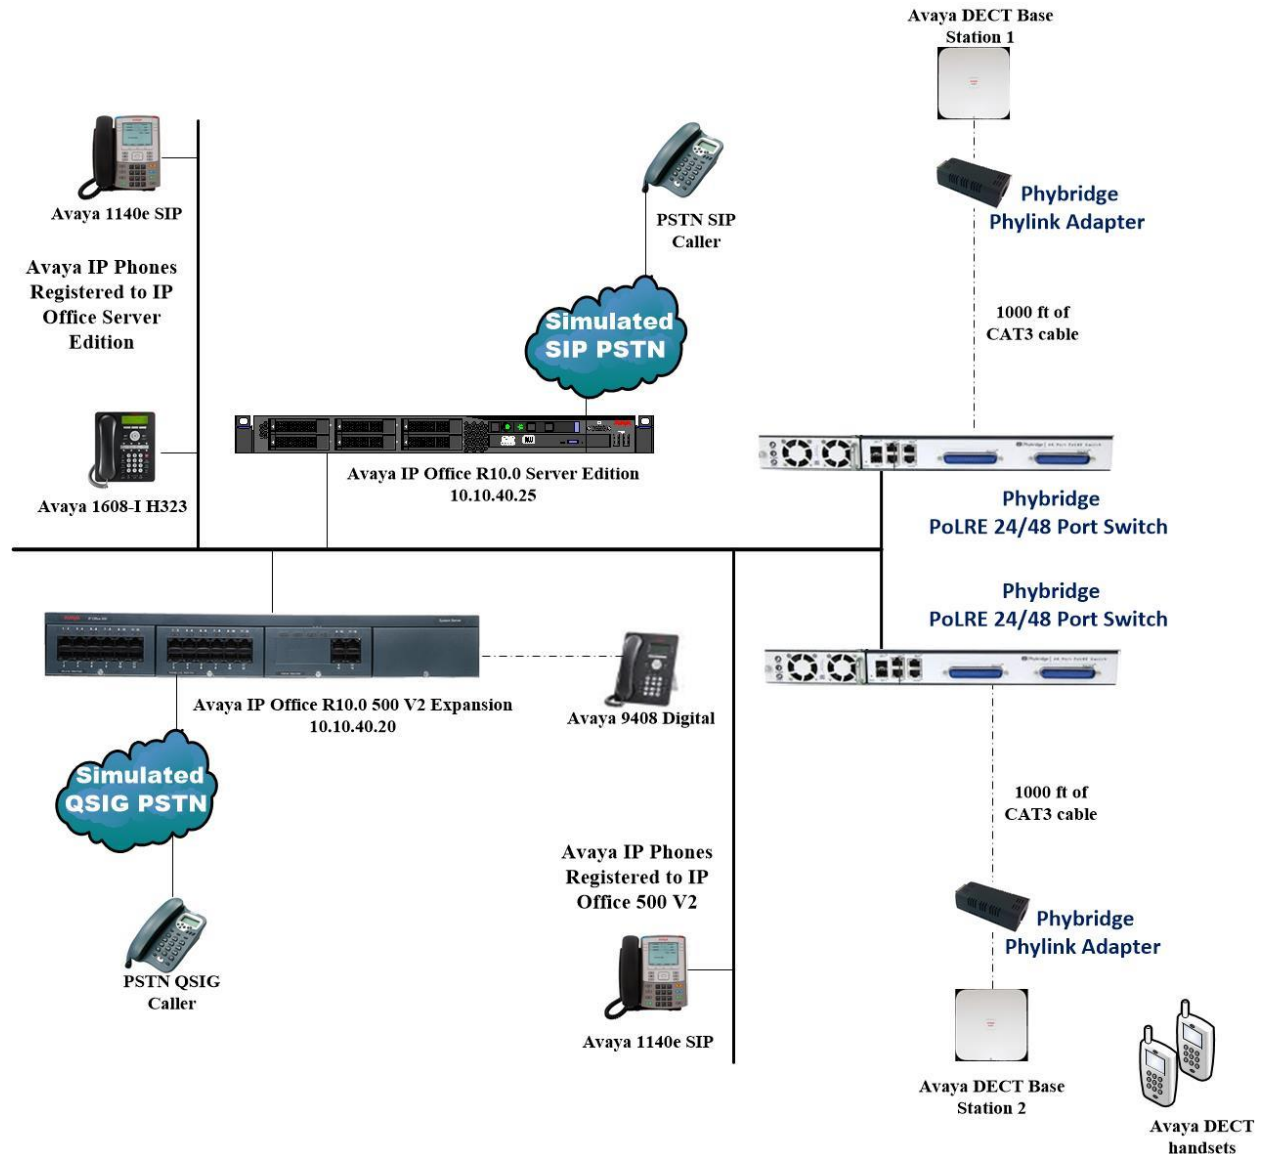 Avaya DECT Base
Station 1
Phybridge
Phylink Adapter
1000 ft of
CAT3 cable
Avaya 1140e SIP
PSTN SIP
Caller
Avaya IP Phones
Registered to IP
Office Server
Edition
Simulated
SIP PSTN
Avaya 1608-I H323
Avaya IP Office R10.0 Server Edition
10.10.40.25
Phybridge
PoLRE 24/48 Port Switch
Phybridge
PoLRE 24/48 Port Switch
Avaya IP Office R10.0 500 V2 Expansion
10.10.40.20
Avaya 9408 Digital
Simulated
QSIG PSTN
1000 ft of
CAT3 cable
Avaya IP Phones
Registered to IP
Office 500 V2
PSTN QSIG
Caller
Phybridge
Phylink Adapter
Avaya 1140e SIP
Avaya DECT Base
Station 2
Avaya DECT
handsets